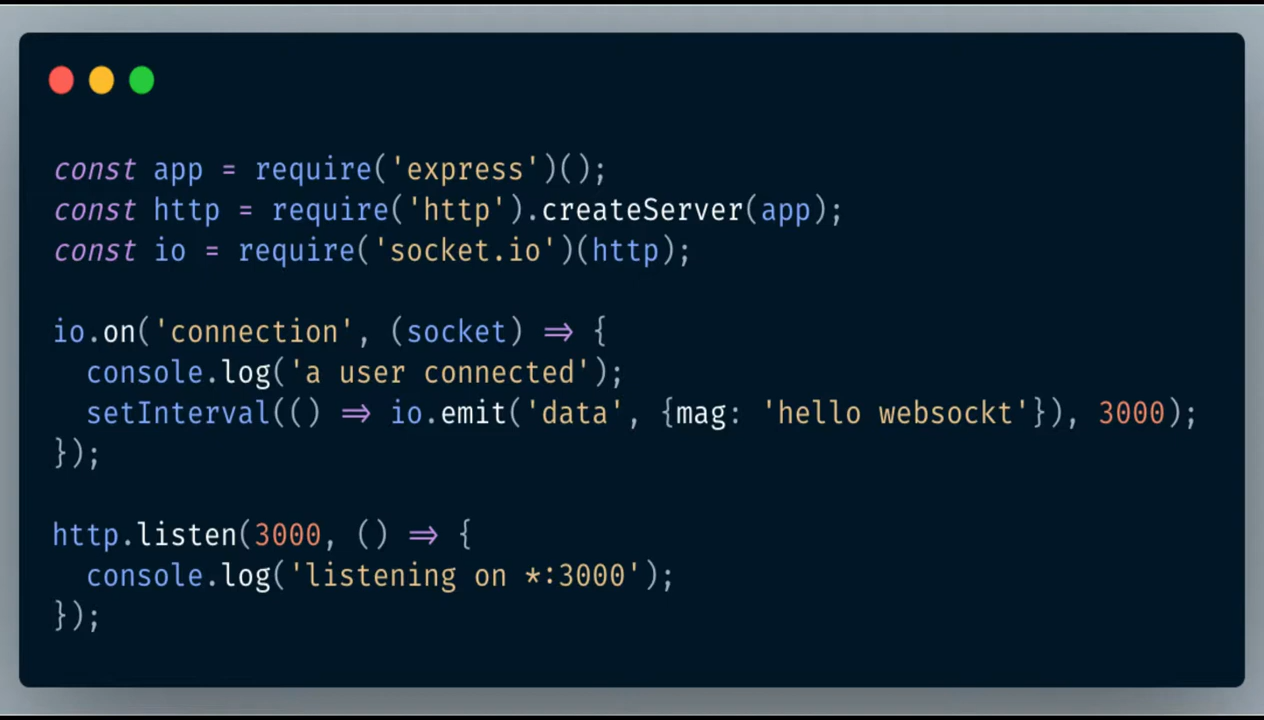 const app = require('express')();
const http = require('http').createServer(app);
const io = require('socket.io')(http);
io.on('connection', (socket) => {
  console.log('a user connected');
  setInterval(() => io.emit('data', {mag: 'hello websockt'}), 3000);
});
http.listen(3000, () => {
  console.log('listening on *:3000');
});